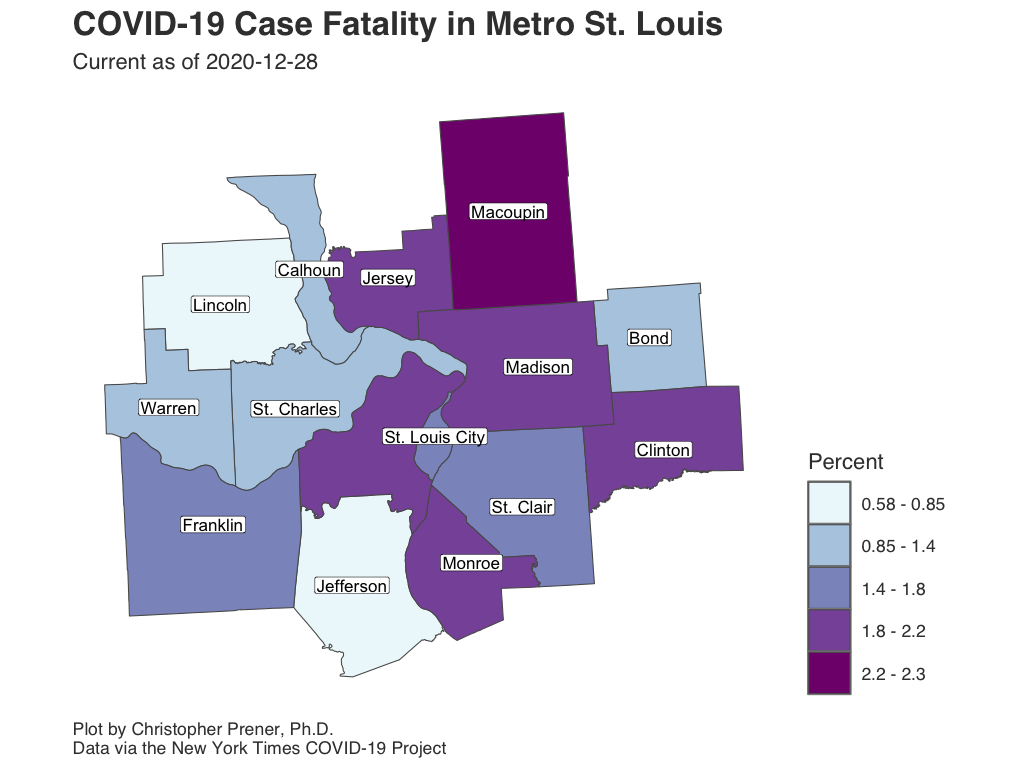 COVID-19 Case Fatality in Metro St. Louis
Current as of 2020-12-28
Macoupin
Calhoun
Jersey
Lincoln
Bond
Madison
Warren
St. Charles
St. Louis City
Clinton
St. Clair
Franklin
Monroe
Jefferson
Percent
0.58 - 0.85
0.85 - 1.4
1.4 - 1.8
1.8 - 2.2
2.2 - 2.3
Plot by Christopher Prener, Ph.D.
Data via the New York Times COVID-19 Project